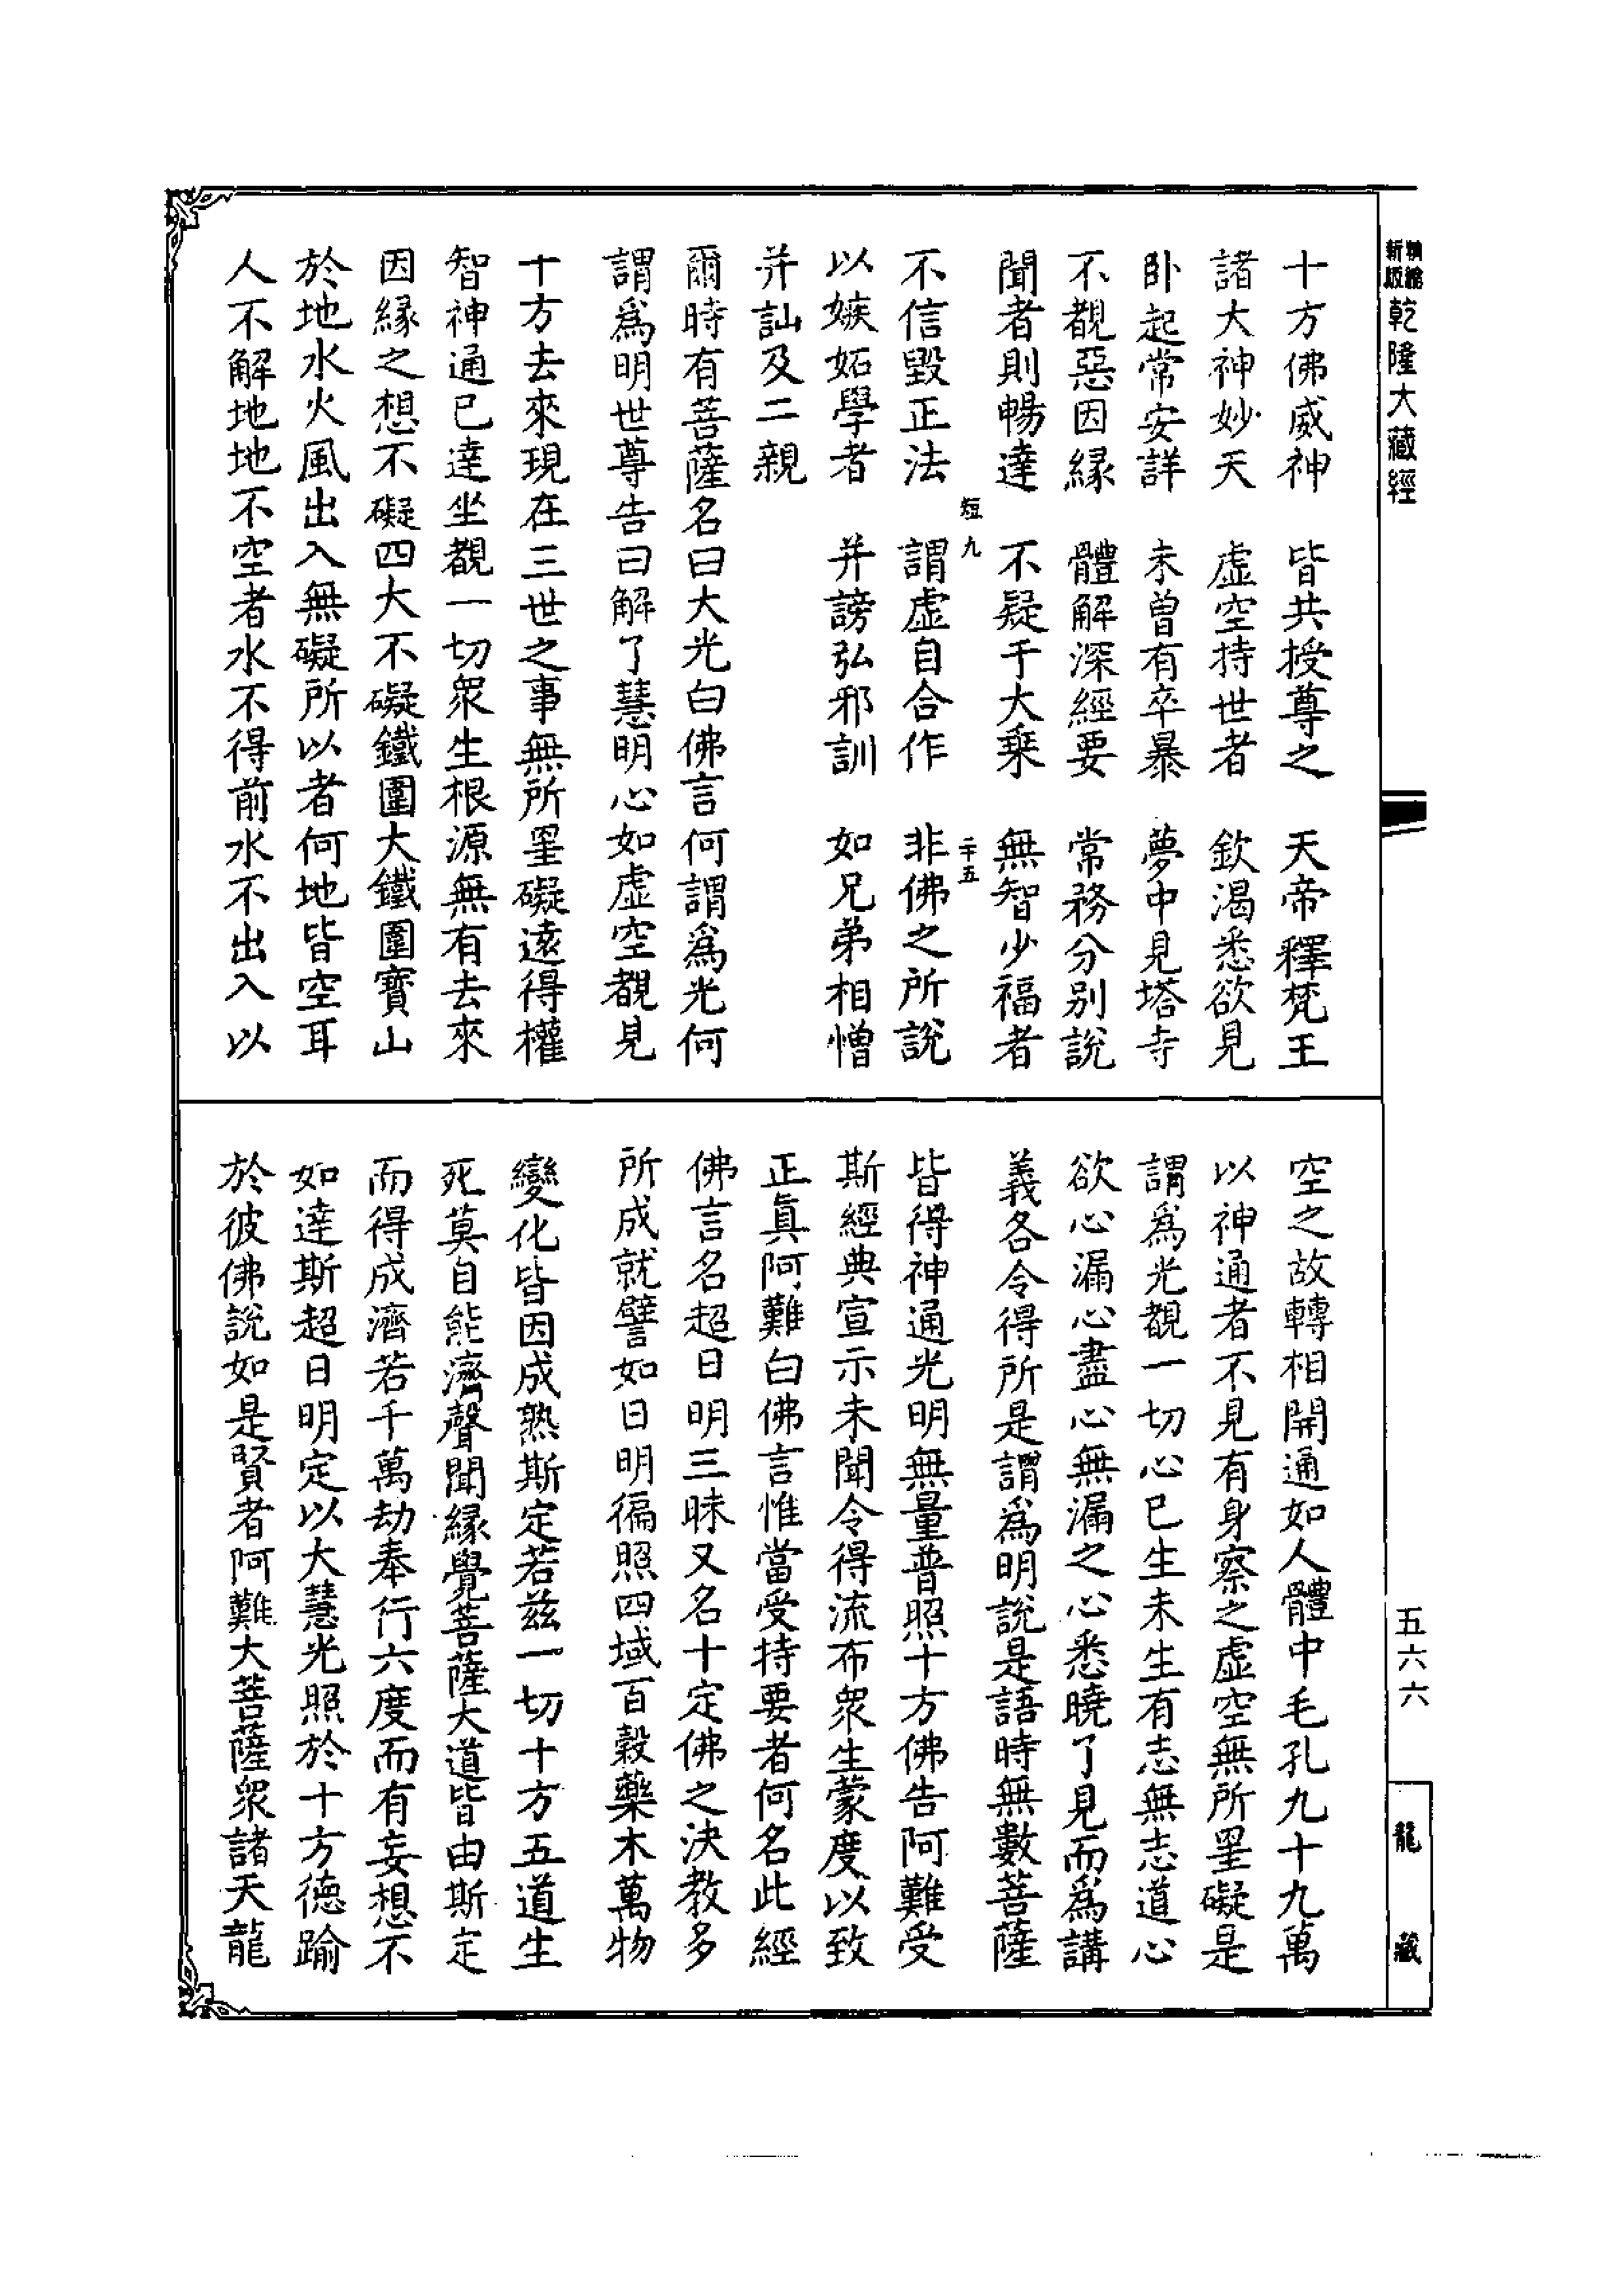 精縮新版
乾隆大藏經
五六六
龍藏
十方佛威神　皆共授尊之　天帝釋梵王
諸大神妙天　虛空持世者　欽渴悉欲見
臥起常安詳　未曾有卒暴　夢中見塔寺
不覩惡因緣　體解深經要　常務分別說
聞者則暢達　不疑于大乘　無智少福者
短九　二十五
不信毀正法　謂虛自合作　非佛之所說
以嫉妬學者　并謗弘邪訓　如兄弟相憎
并訕及二親
爾時有菩薩名曰大光白佛言何謂爲光何
謂爲明世尊告曰解了慧明心如虛空覩見
十方去來現在三世之事無所罣礙逺得權
智神通已達坐覩一切衆生根源無有去來
因緣之想不礙四大不礙鐵圍大鐵圍寶山
於地水火風出入無礙所以者何地皆空耳
人不解地地不空者水不得前水不出入以
空之故轉相開通如人體中毛孔九十九萬
以神通者不見有身察之虛空無所罣礙是
謂爲光覩一切心已生未生有志無志道心
欲心漏心盡心無漏之心悉曉了見而爲講
義各令得所是謂爲明說是語時無數菩薩
皆得神通光明無量普照十方佛告阿難受
斯經典宣示未聞令得流布衆生蒙度以致
正眞阿難白佛言惟當受持要者何名此經
佛言名超日明三昧又名十定佛之決教多
所成就譬如日明徧照四域百穀藥木萬物
變化皆因成熟斯定若茲一切十方五道生
死莫自能濟聲聞緣覺菩薩大道皆由斯定
而得成濟若千萬劫奉行六度而有妄想不
如達斯超日明定以大慧光照於十方德踰
於彼佛說如是賢者阿難大菩薩衆諸天龍